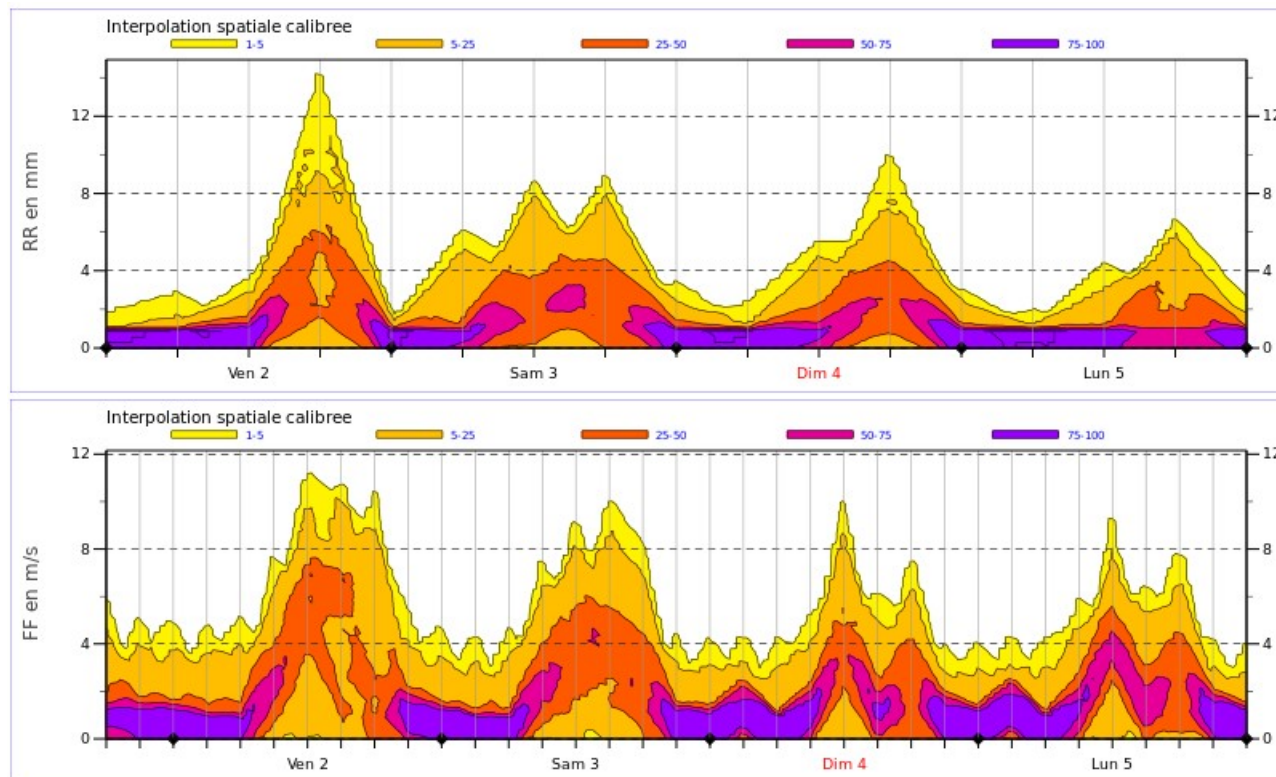 Interpolation spatiale calibree
1-5 5-25 25-50 50-75 75-100
RR en mm
12 12
8 8
4 4
0 0
Ven 2 Sam 3 Dim 4 Lun 5
Interpolation spatiale calibree
1-5 5-25 25-50 50-75 75-100
FF en m/s
12 12
8 8
4 4
0 0
Ven 2 Sam 3 Dim 4 Lun 5